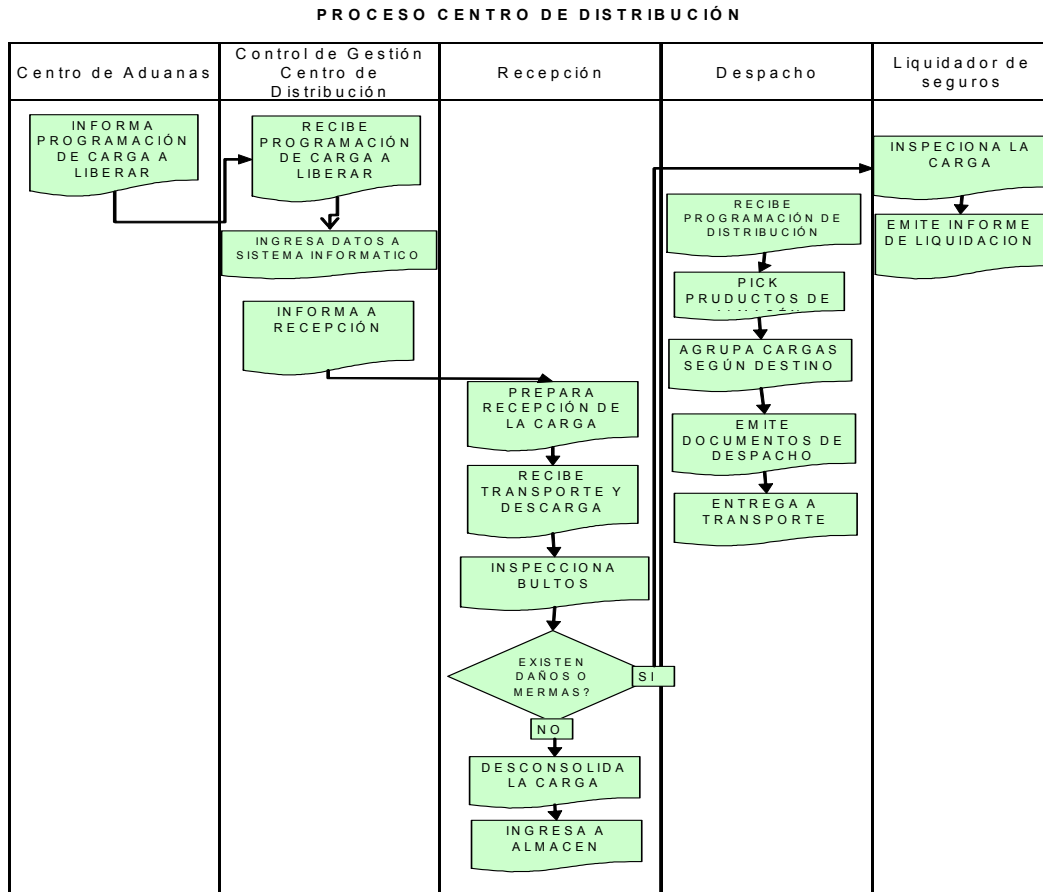 PROCESO CENTRO DE DISTRIBUCIÓN
Centro de Aduanas
Control de Gestión
Centro de
Distribución
Recepción
Despacho
Liquidador de
seguros
INFORMA
PROGRAMACIÓN
DE CARGA A
LIBERAR
RECIBE
PROGRAMACIÓN
DE CARGA A
LIBERAR
INGRESA DATOS A
SISTEMA INFORMATICO
INFORMA A
RECEPCIÓN
PREPARA
RECEPCIÓN DE
LA CARGA
RECIBE
TRANSPORTE Y
DESCARGA
INSPECCIONA
BULTOS
EXISTEN
DAÑOS O
MERMAS?
SI
NO
DESCONSOLIDA
LA CARGA
INGRESA A
ALMACEN
RECIBE
PROGRAMACIÓN DE
DISTRIBUCIÓN
PICK
PRUDUCTOS DE
AGRUPA CARGAS
SEGÚN DESTINO
EMITE
DOCUMENTOS DE
DESPACHO
ENTREGA A
TRANSPORTE
INSPECIONA LA
CARGA
EMITE INFORME
DE LIQUIDACION